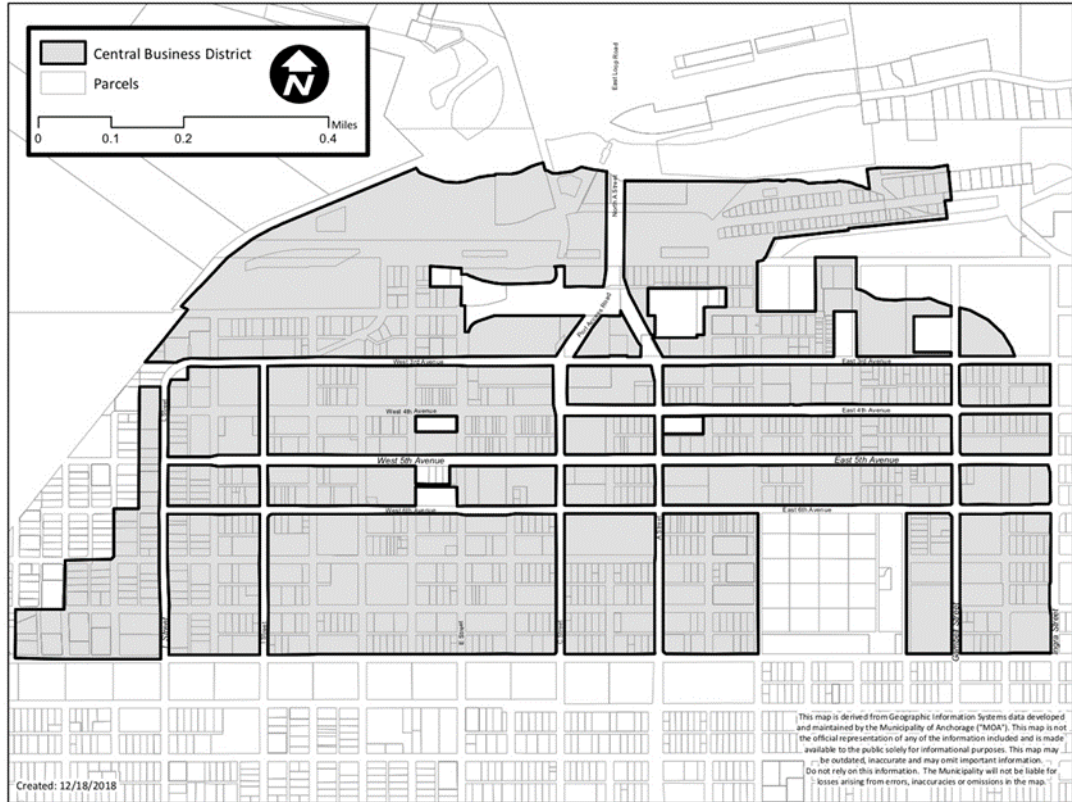 Central Business District
Parcels
N
Miles
0 0.1 0.2 0.4
East Loop Road
North A Street
Port Access Road
West 3rd Avenue
East 3rd Avenue
L Street
West 4th Avenue
East 4th Avenue
West 5th Avenue
East 5th Avenue
West 6th Avenue
East 6th Avenue
A Street
E Street
Street
Street
Gambell Street
Ingra Street
This map is derived from Geographic Information Systems data developed
and maintained by the Municipality of Anchorage ("MOA"). This map is not
the official representation of any of the information included and is made
available to the public solely for informational purposes. This map may
be outdated, inaccurate and may omit important information.
Do not rely on this information. The Municipality will not be liable for
losses arising from errors, inaccuracies or omissions in the map.
Created: 12/18/2018